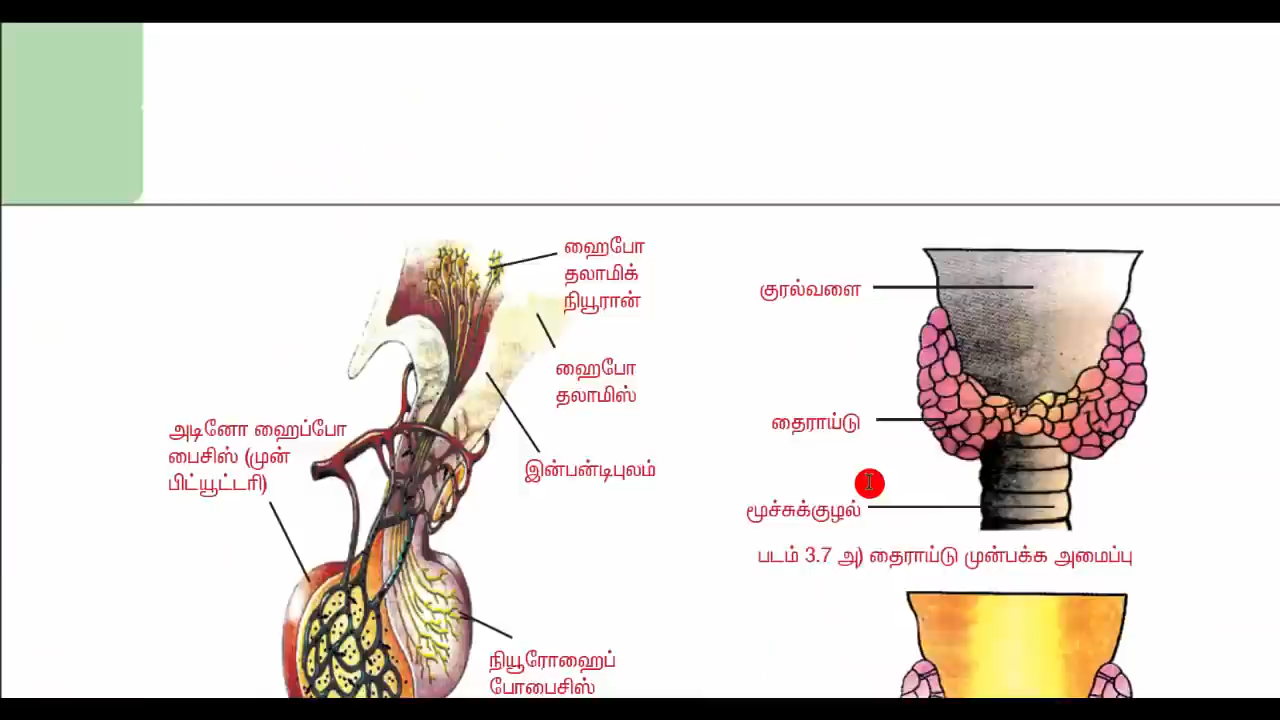 ஹைபோ
தலாமிக்
நியூரான்
ஹைபோ
தலாமிஸ்
அடினோ ஹைப்போ
பைசிஸ் (முன்
பிட்யூட்டரி)
இன்பன்டிபுலம்
நியூரோஹைப்
போபைசிஸ்
குரல்வளை
தைராய்டு
மூச்சுக்குழல்
படம் 3.7 அ) தைராய்டு முன்பக்க அமைப்பு